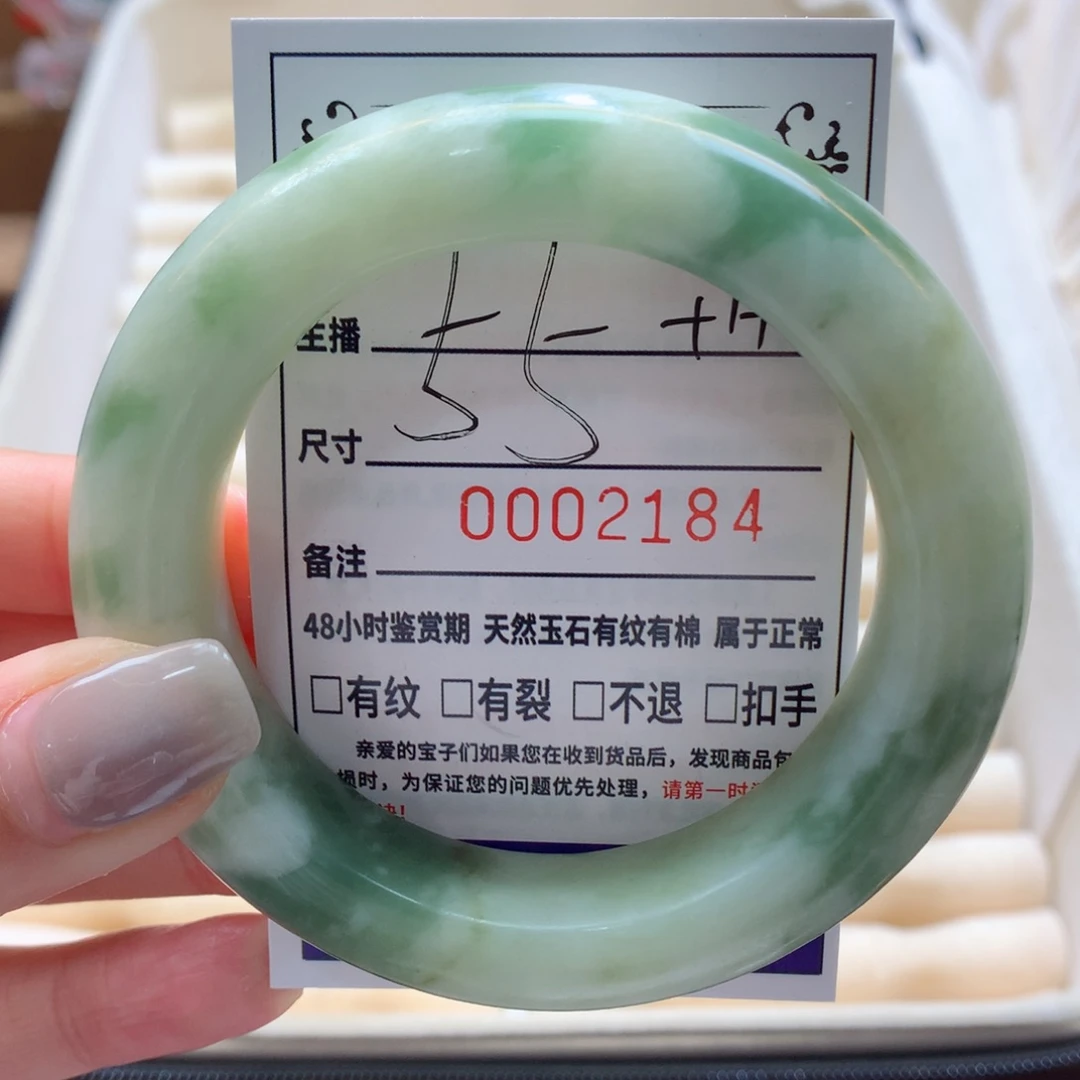 主播
尺寸 55
0002184
备注
48小时鉴赏期 天然玉石有纹有棉 属于正常
□有纹 □有裂 □不退 □扣手
亲爱的宝子们如果您在收到货品后，发现商品包
损时，为保证您的问题优先处理，请第一时
!